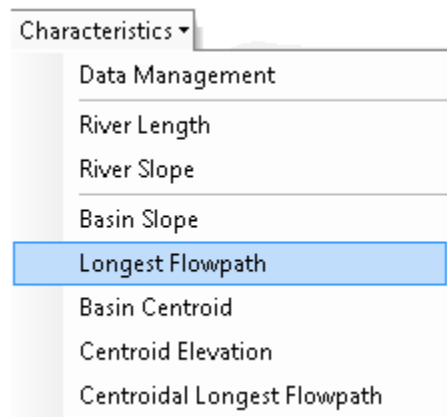 Characteristics
Data Management
River Length
River Slope
Basin Slope
Longest Flowpath
Basin Centroid
Centroid Elevation
Centroidal Longest Flowpath